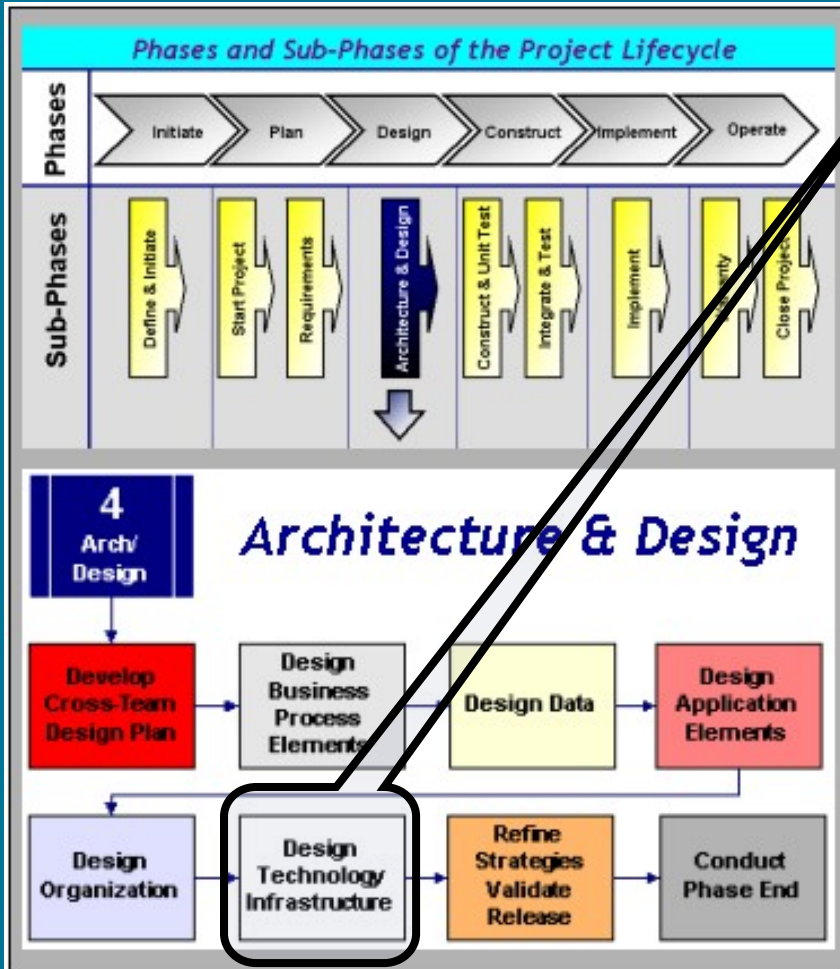 Phases and Sub-Phases of the Project Lifecycle
Phases
Initiate
Plan
Design
Construct
Implement
Operate
Sub-Phases
Define & Initiate
Start Project
Requirements
Architecture & Design
Construct & Unit Test
Integrate & Test
Implement
Close Project
4
Arch/
Design
Architecture & Design
Develop
Cross-Team
Design Plan
Design
Business
Process
Elements
Design Data
Design
Application
Elements
Design
Organization
Design
Technology
Infrastructure
Refine
Strategies
Validate
Release
Conduct
Phase End